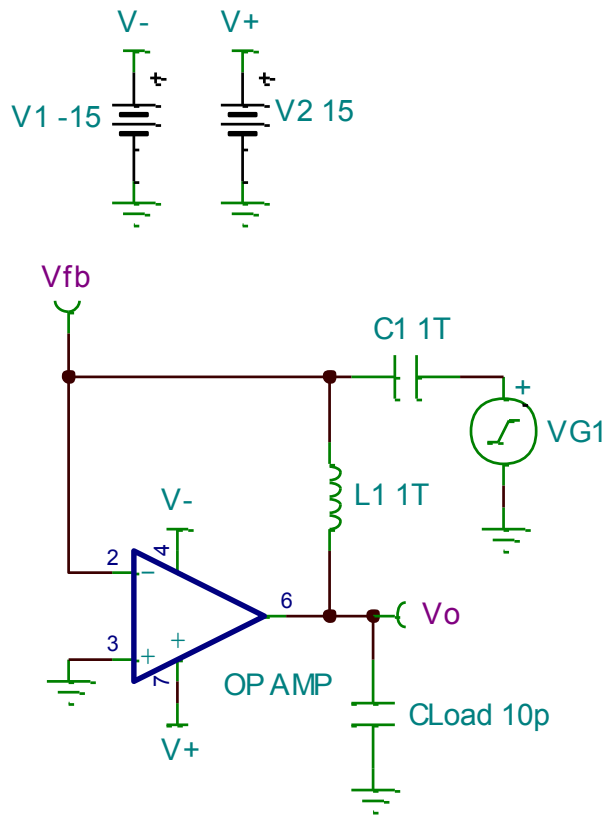 V- V+
+ +
V1 -15 V2 15
Vfb
C1 1T
+
VG1
L1 1T
V-
2 4
− 6
Vo
3 + +
7 OPAMP
CLoad 10p
V+